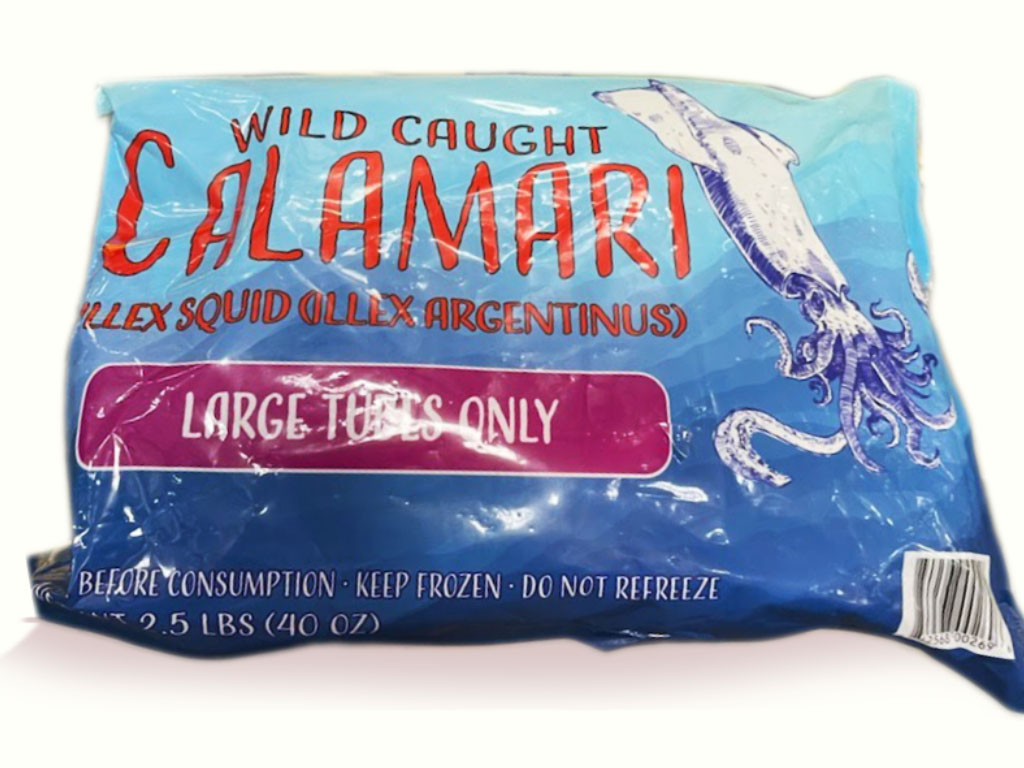 WILD CAUGHT
CALAMARI
ILLEX SQUID (ILLEX ARGENTINUS)
LARGE TUBES ONLY
BEFORE CONSUMPTION · KEEP FROZEN · DO NOT REFREEZE
2.5 LBS (40 OZ)